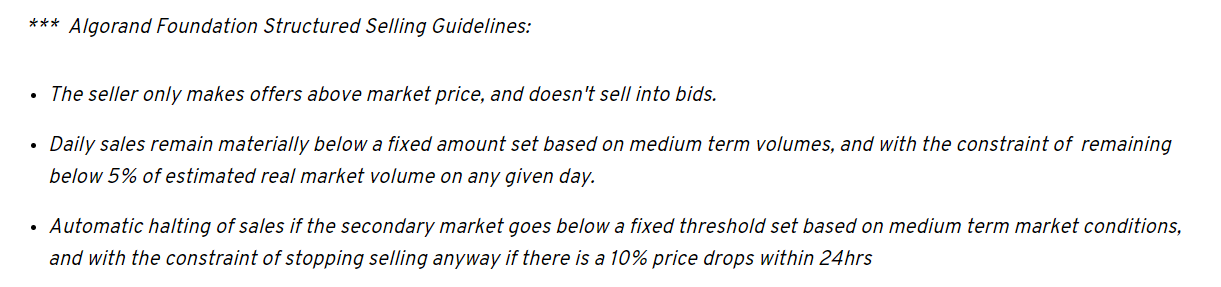 *** Algorand Foundation Structured Selling Guidelines:
• The seller only makes offers above market price, and doesn't sell into bids.
• Daily sales remain materially below a fixed amount set based on medium term volumes, and with the constraint of remaining
below 5% of estimated real market volume on any given day.
• Automatic halting of sales if the secondary market goes below a fixed threshold set based on medium term market conditions,
and with the constraint of stopping selling anyway if there is a 10% price drops within 24hrs